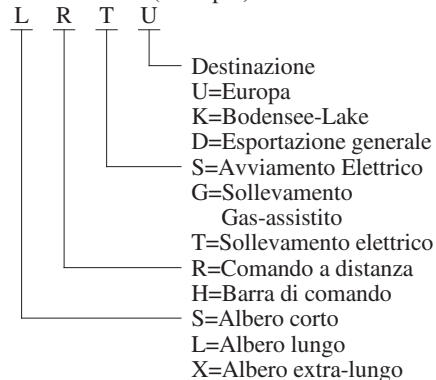 L R T U
Destinazione
U=Europa
K=Bodensee-Lake
D=Esportazione generale
S=Avviamento Elettrico
G=Sollevamento
Gas-assistito
T=Sollevamento elettrico
R=Comando a distanza
H=Barra di comando
S=Albero corto
L=Albero lungo
X=Albero extra-lungo